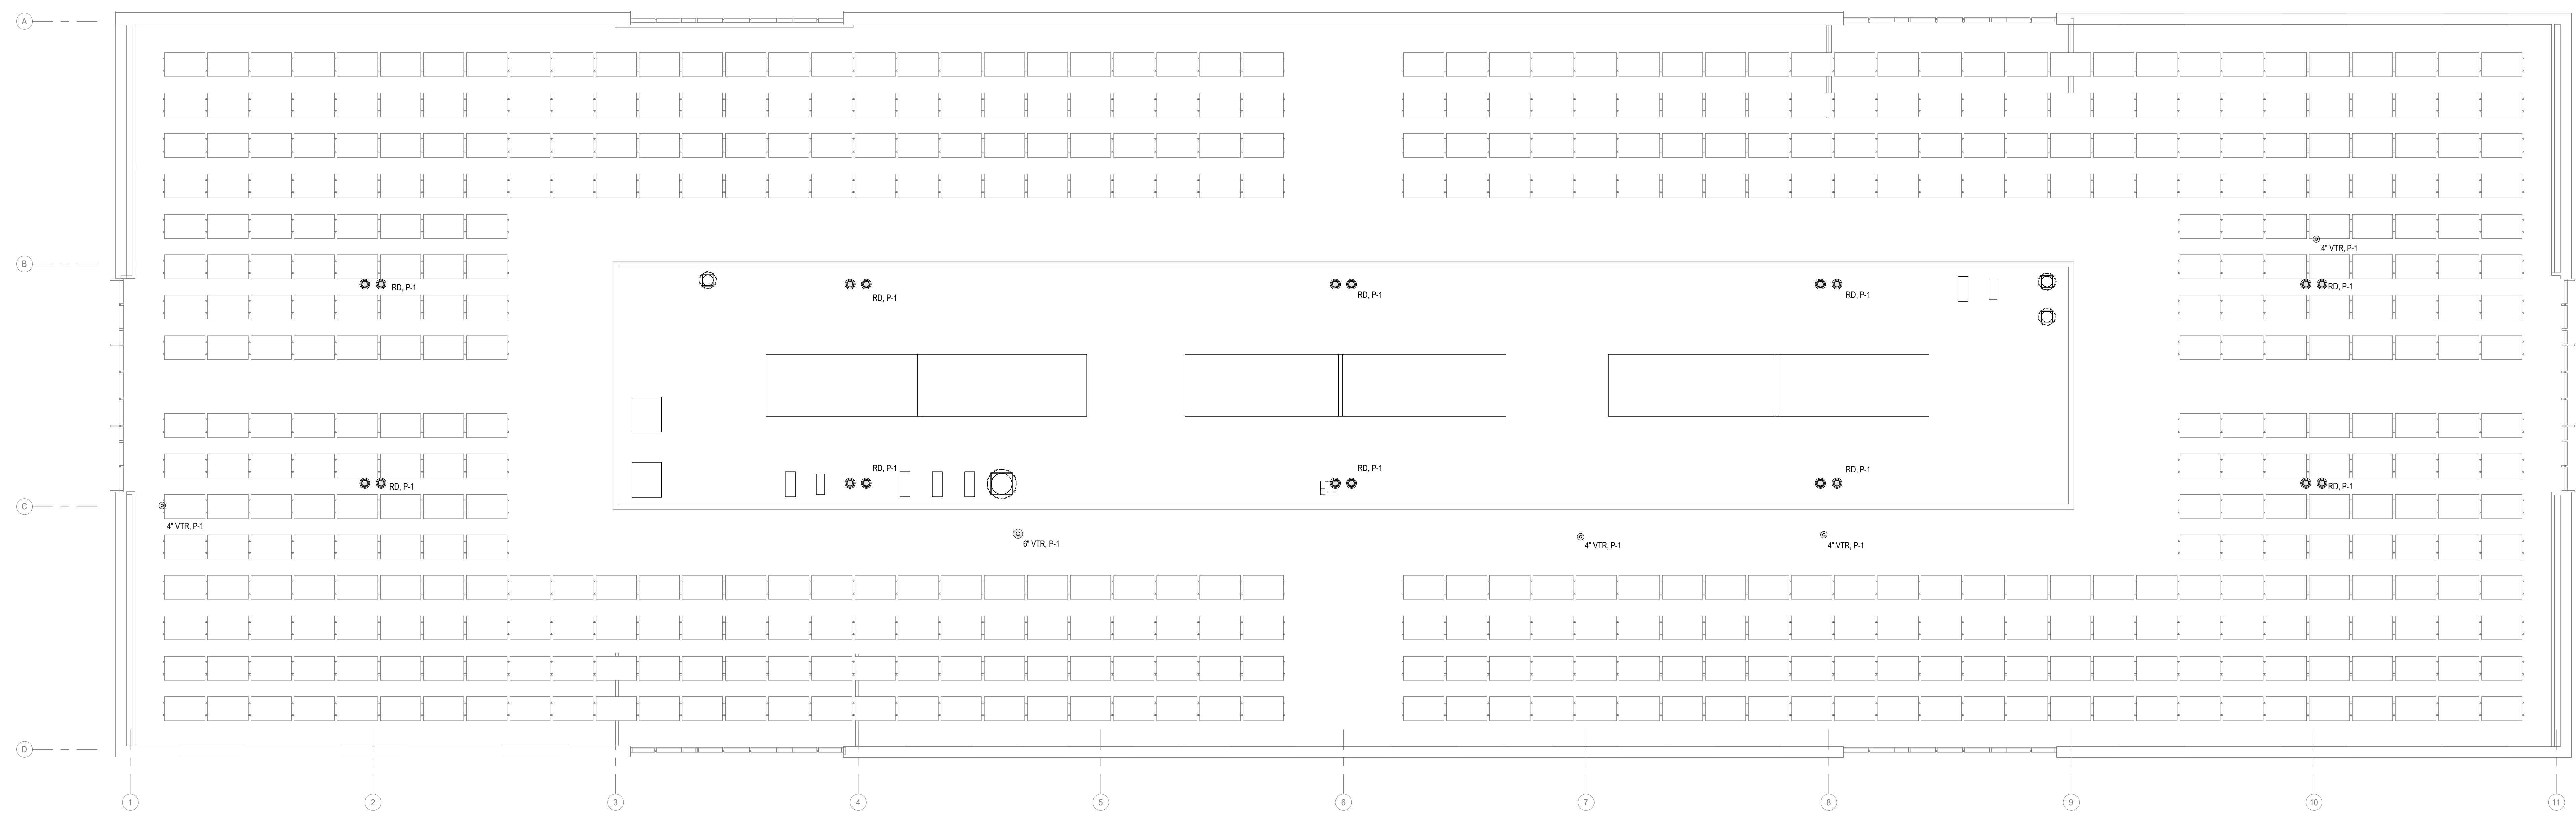 A
4" VTR, P-1
B
RD, P-1
RD, P-1
RD, P-1
RD, P-1
RD, P-1
RD, P-1
RD, P-1
RD, P-1
RD, P-1
RD, P-1
C
4" VTR, P-1
6" VTR, P-1
4" VTR, P-1
4" VTR, P-1
D
1
2
3
4
5
6
7
8
9
10
11